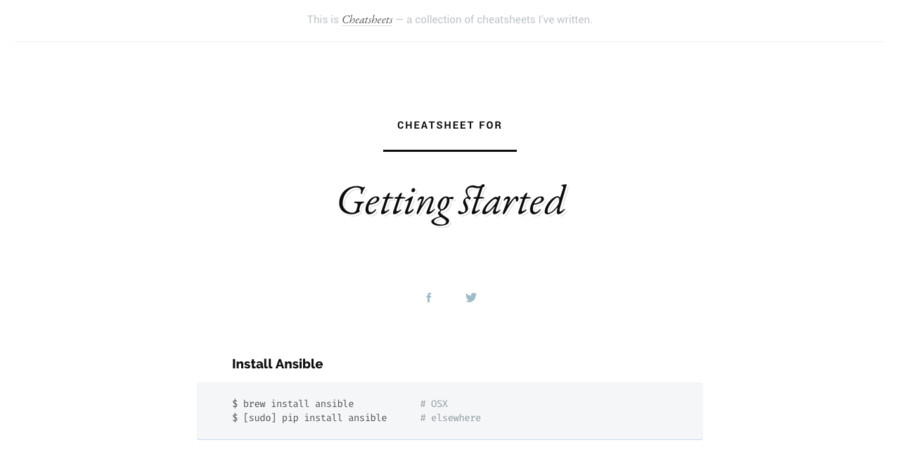 This is Cheatsheets — a collection of cheatsheets I've written.
CHEATSHEET FOR
Getting started
Install Ansible
$ brew install ansible            # OSX
$ [sudo] pip install ansible      # elsewhere